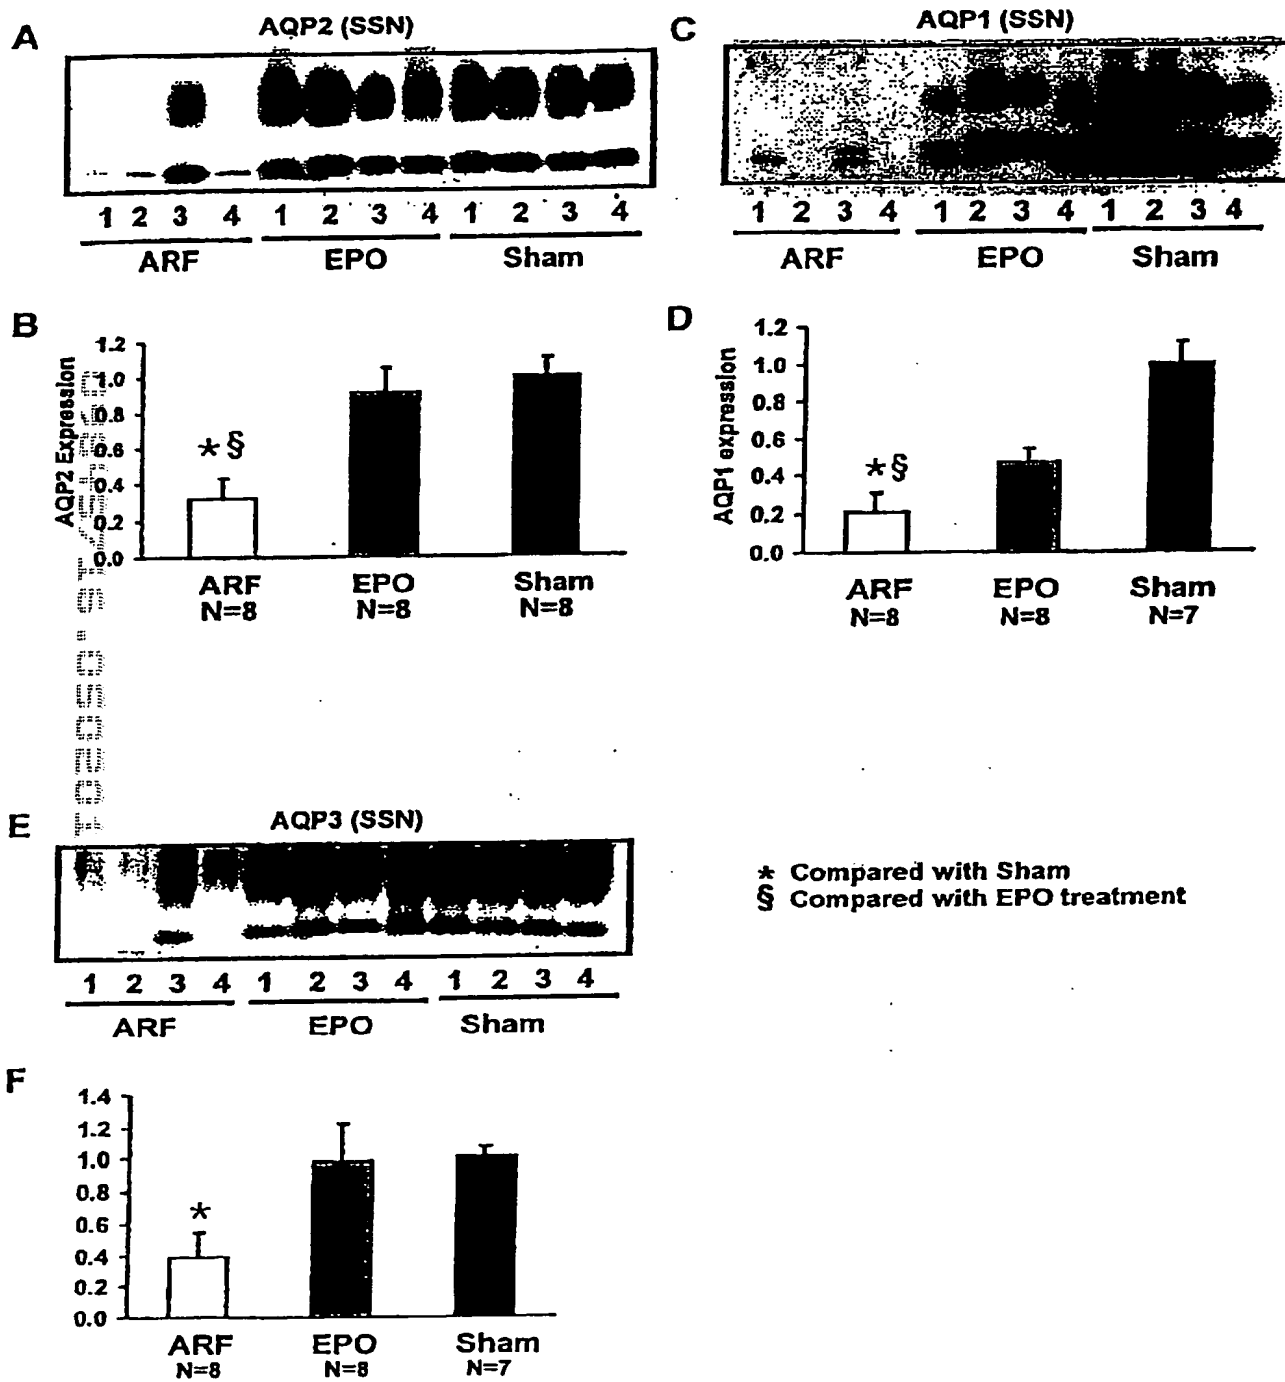 A
AQP2 (SSN)
1 2 3 4 1 2 3 4 1 2 3 4
ARF EPO Sham
C
AQP1 (SSN)
1 2 3 4 1 2 3 4 1 2 3 4
ARF EPO Sham
B
AQP2 Expression
1.2
1.0
0.8
0.6
0.4
0.2
0.0
* §
ARF EPO Sham
N=8 N=8 N=8
D
AQP1 expression
1.2
1.0
0.8
0.6
0.4
0.2
0.0
* §
ARF EPO Sham
N=8 N=8 N=7
E
AQP3 (SSN)
1 2 3 4 1 2 3 4 1 2 3 4
ARF EPO Sham
* Compared with Sham
§ Compared with EPO treatment
F
1.4
1.2
1.0
0.8
0.6
0.4
0.2
0.0
*
ARF EPO Sham
N=8 N=8 N=7